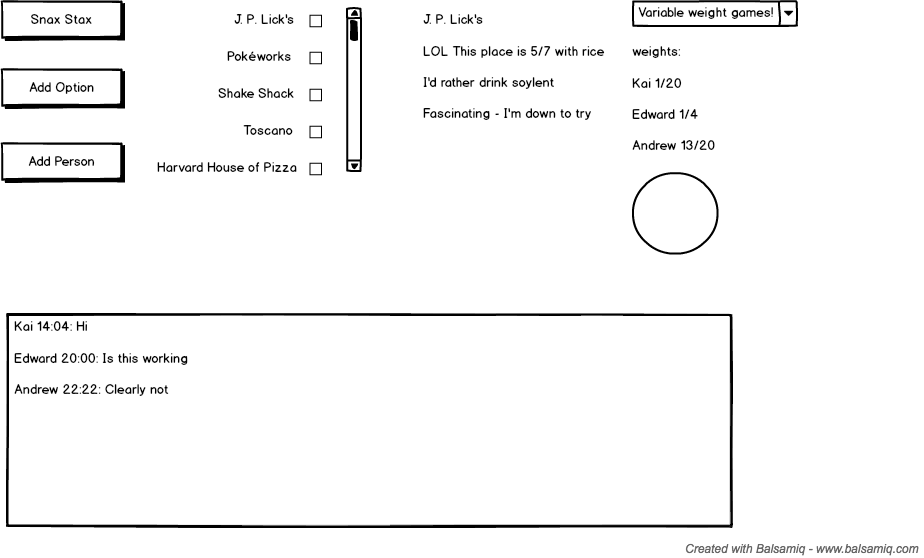 Snax Stax
Add Option
Add Person
J. P. Lick's
Pokéworks
Shake Shack
Toscano
Harvard House of Pizza
J. P. Lick's
LOL This place is 5/7 with rice
I'd rather drink soylent
Fascinating - I'm down to try
Variable weight games!
weights:
Kai 1/20
Edward 1/4
Andrew 13/20
Kai 14:04: Hi
Edward 20:00: Is this working
Andrew 22:22: Clearly not
Created with Balsamiq - www.balsamiq.com